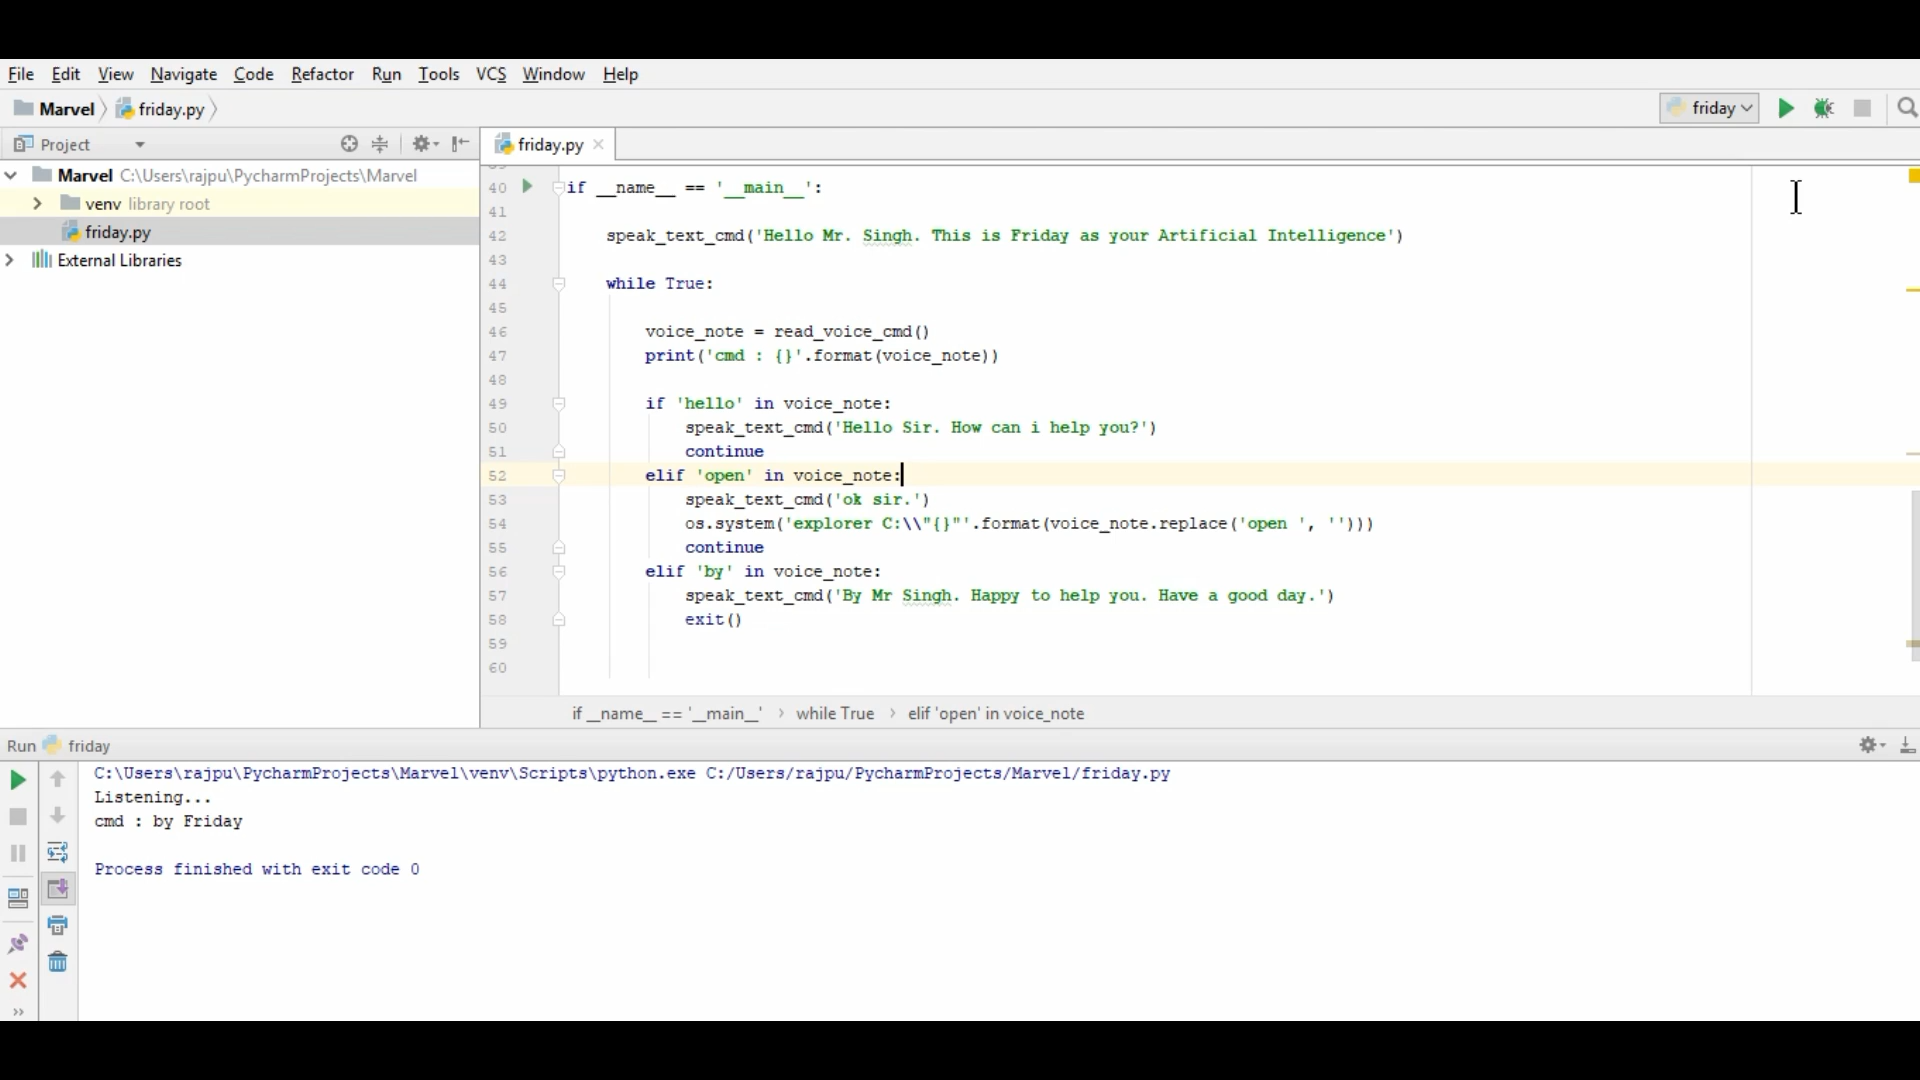 File Edit View Navigate Code Refactor Run Tools VCS Window Help
Marvel friday.py friday
Project friday.py
Marvel C:\Users\rajpu\PycharmProjects\Marvel
venv library root
friday.py
External Libraries
40 if __name__ == '__main__':
41
42 speak_text_cmd('Hello Mr. Singh. This is Friday as your Artificial Intelligence')
43
44 while True:
45
46 voice_note = read_voice_cmd()
47 print('cmd : {}'.format(voice_note))
48
49 if 'hello' in voice_note:
50 speak_text_cmd('Hello Sir. How can i help you?')
51 continue
52 elif 'open' in voice_note:
53 speak_text_cmd('ok sir.')
54 os.system('explorer C:\\"{}"'.format(voice_note.replace('open ', '')))
55 continue
56 elif 'by' in voice_note:
57 speak_text_cmd('By Mr Singh. Happy to help you. Have a good day.')
58 exit()
59
60
if __name__ == '__main__' › while True › elif 'open' in voice_note
Run friday
C:\Users\rajpu\PycharmProjects\Marvel\venv\Scripts\python.exe C:/Users/rajpu/PycharmProjects/Marvel/friday.py
Listening...
cmd : by Friday
Process finished with exit code 0